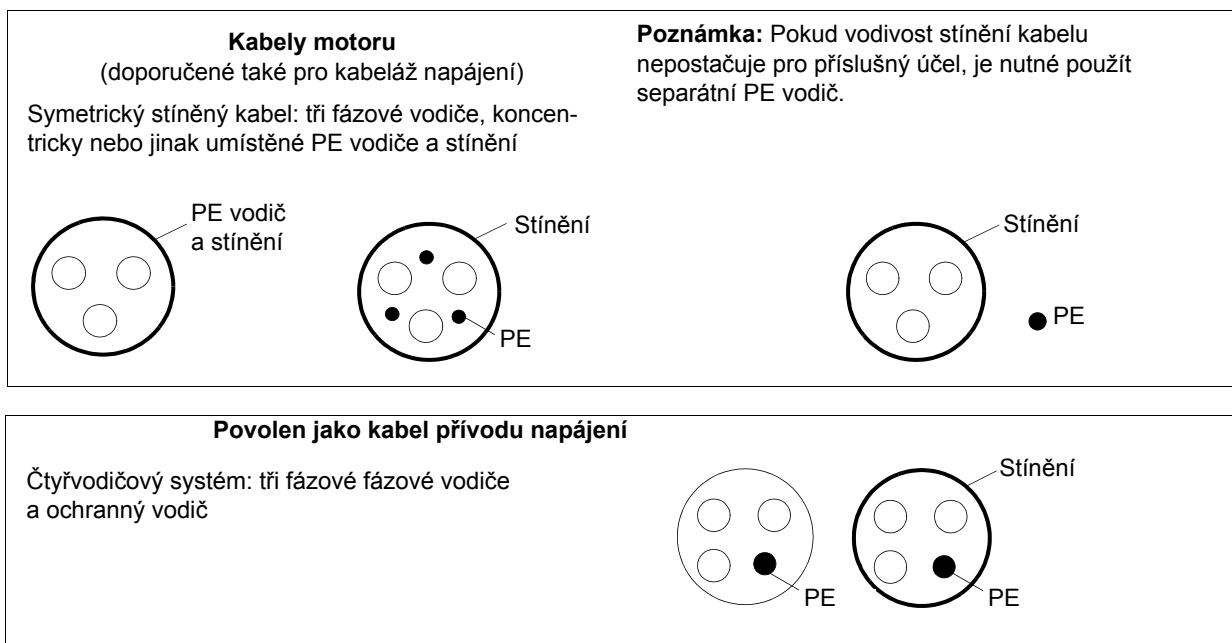 Kabely motoru
(doporučené také pro kabeláž napájení)
Symetrický stíněný kabel: tři fázové vodiče, koncen-
tricky nebo jinak umístěné PE vodiče a stínění
Poznámka: Pokud vodivost stínění kabelu
nepostačuje pro příslušný účel, je nutné použít
separátní PE vodič.
PE vodič
a stínění
Stínění
PE
Stínění
PE
Povolen jako kabel přívodu napájení
Čtyřvodičový systém: tři fázové fázové vodiče
a ochranný vodič
Stínění
PE
PE